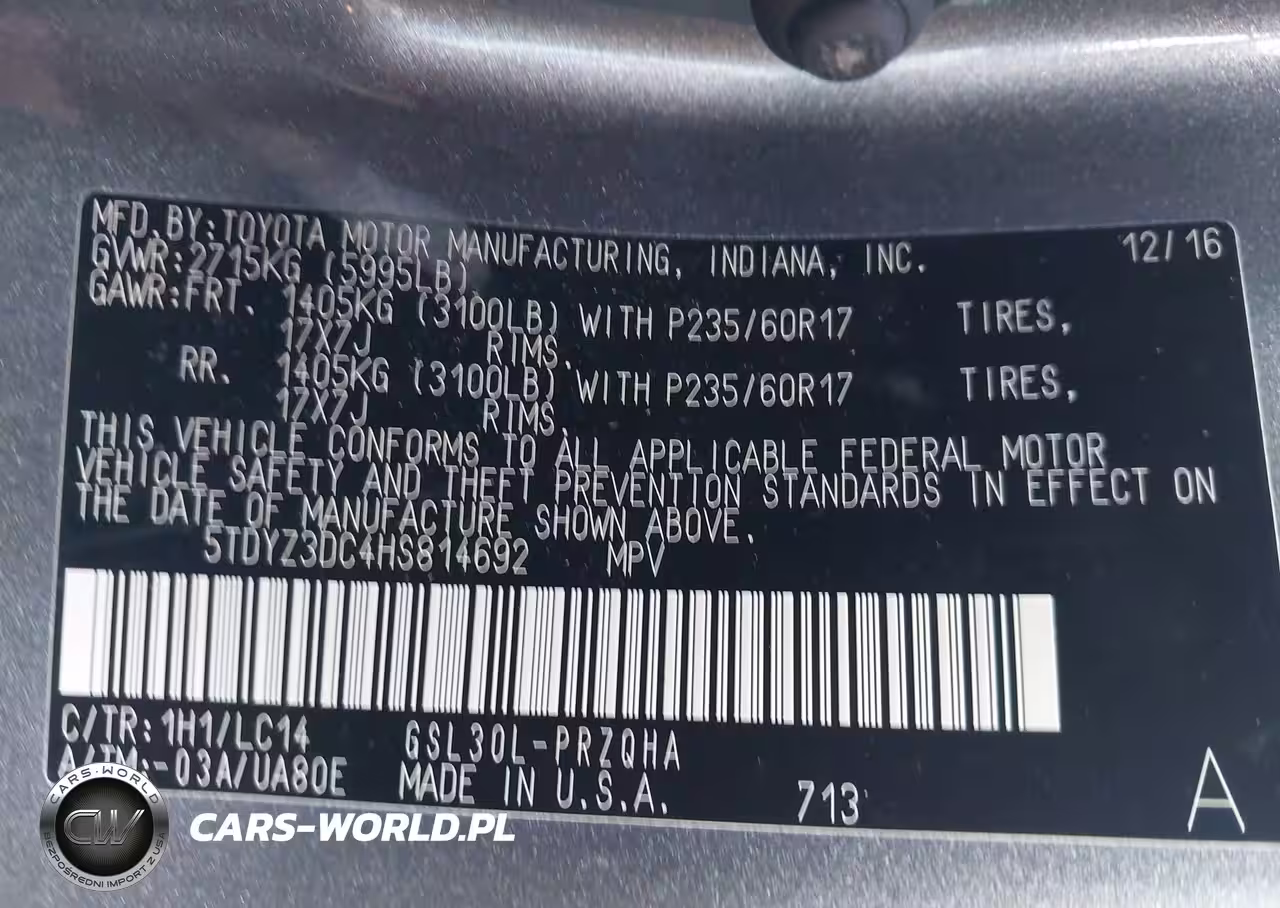 MFD.BY:TOYOTA MOTOR MANUFACTURING, INDIANA, INC. 12/16
GVWR:2715KG (5995LB)
GAWR:FRT. 1405KG (3100LB) WITH P235/60R17 TIRES,
17X7J RIMS.
RR. 1405KG (3100LB) WITH P235/60R17 TIRES,
17X7J RIMS.
THIS VEHICLE CONFORMS TO ALL APPLICABLE FEDERAL MOTOR
VEHICLE SAFETY AND THEFT PREVENTION STANDARDS IN EFFECT ON
THE DATE OF MANUFACTURE SHOWN ABOVE.
5TDYZ3DC4HS814692 MPV
C/TR:1H1/LC14 GSL30L-PRZQHA
A/TM:-03A/UA80E MADE IN U.S.A. 713 A
CARS-WORLD
CW
BEZPOŚREDNI IMPORT Z USA
CARS-WORLD.PL